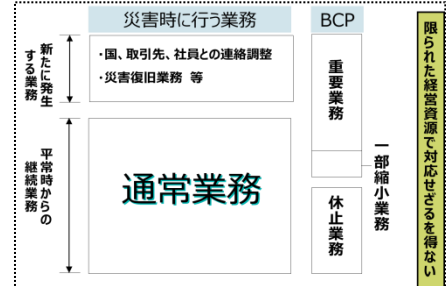 災害時に行う業務
BCP
新たに発生
する業務
・国、取引先、社員との連絡調整
・災害復旧業務 等
平常時からの
継続業務
通常業務
重要業務
休止業務
一部縮小業務
限られた経営資源で対応せざるを得ない